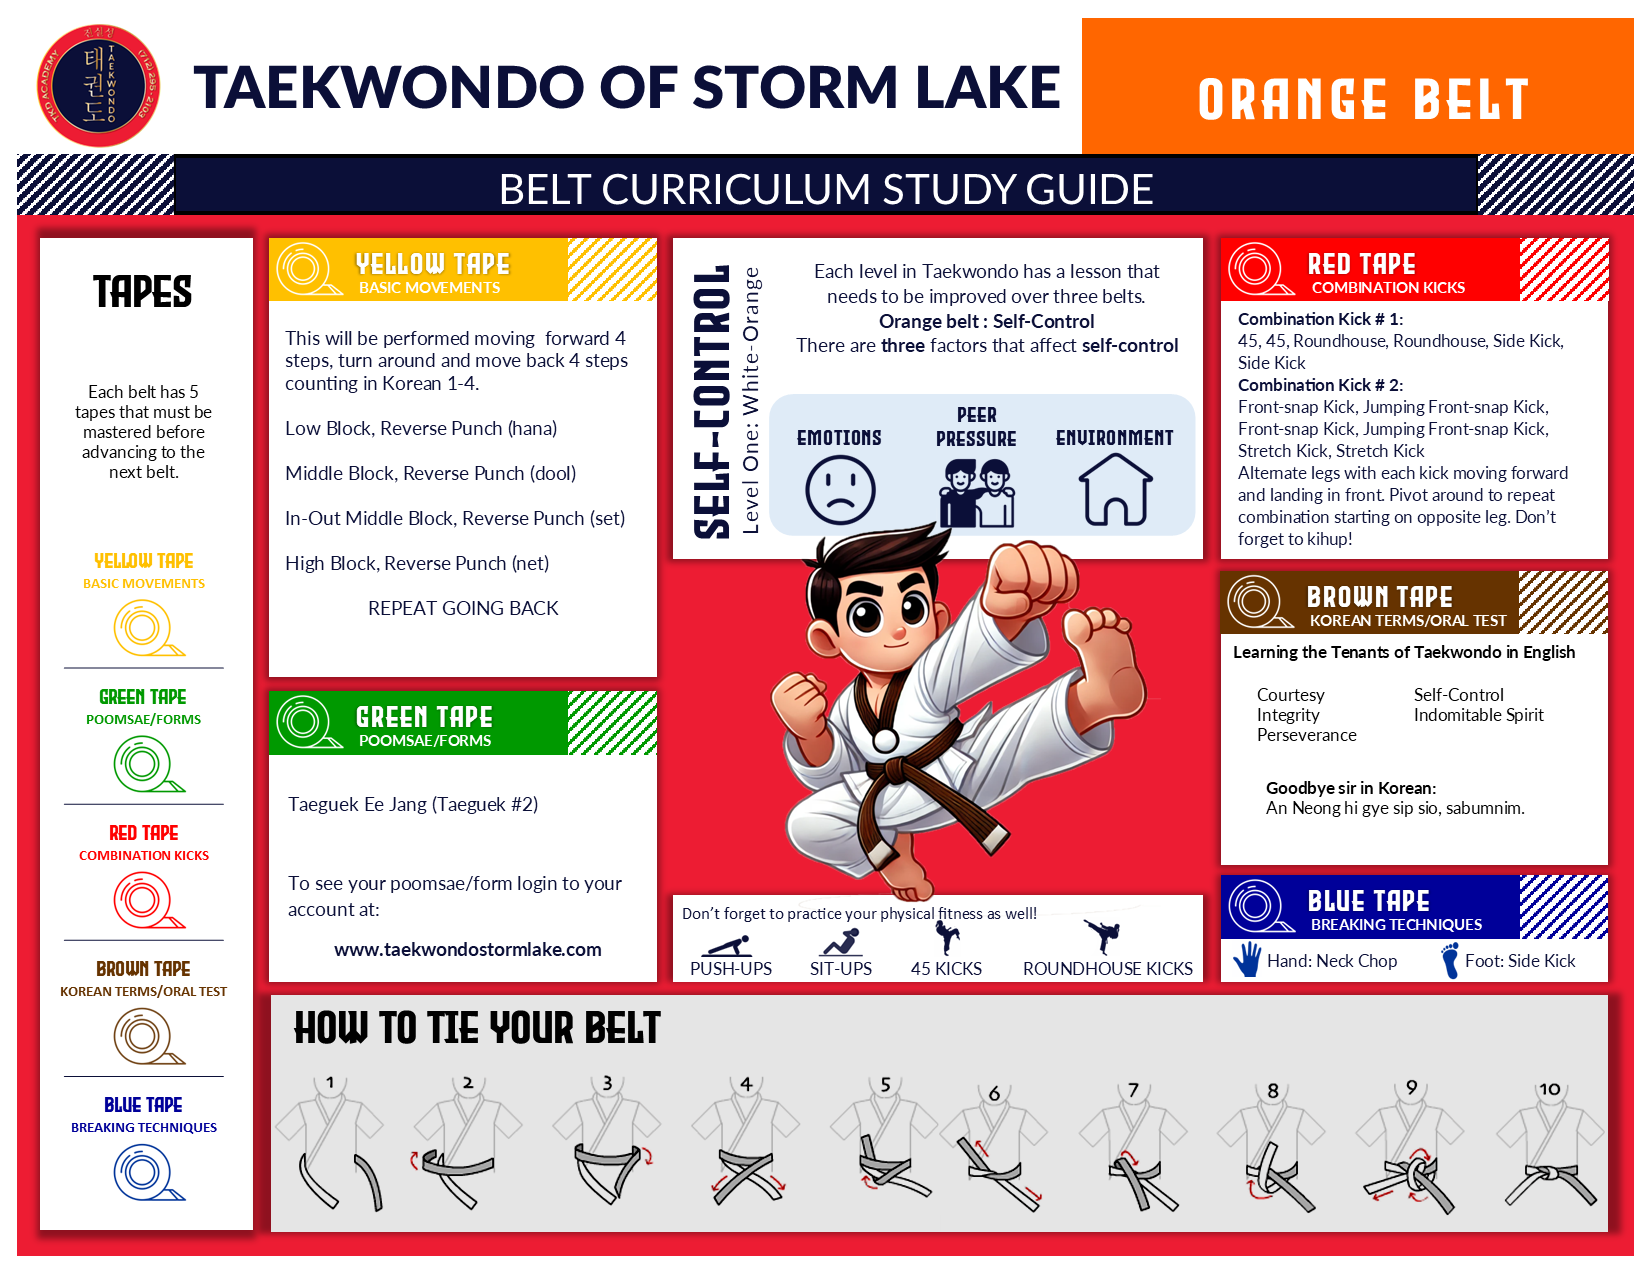 전심상
TKD ACADEMY
(712)295-2103
태권도
TAEKWONDO
TAEKWONDO OF STORM LAKE
ORANGE BELT
BELT CURRICULUM STUDY GUIDE
TAPES
Each belt has 5
tapes that must be
mastered before
advancing to the
next belt.
YELLOW TAPE
BASIC MOVEMENTS
GREEN TAPE
POOMSAE/FORMS
RED TAPE
COMBINATION KICKS
BROWN TAPE
KOREAN TERMS/ORAL TEST
BLUE TAPE
BREAKING TECHNIQUES
YELLOW TAPE
BASIC MOVEMENTS
This will be performed moving  forward 4
steps, turn around and move back 4 steps
counting in Korean 1-4.
Low Block, Reverse Punch (hana)
Middle Block, Reverse Punch (dool)
In-Out Middle Block, Reverse Punch (set)
High Block, Reverse Punch (net)
REPEAT GOING BACK
GREEN TAPE
POOMSAE/FORMS
Taeguek Ee Jang (Taeguek #2)
To see your poomsae/form login to your
account at:
www.taekwondostormlake.com
SELF-CONTROL
Level One: White-Orange
Each level in Taekwondo has a lesson that
needs to be improved over three belts.
Orange belt : Self-Control
There are three factors that affect self-control
EMOTIONS
PEER
PRESSURE
ENVIRONMENT
Don't forget to practice your physical fitness as well!
PUSH-UPS
SIT-UPS
45 KICKS
ROUNDHOUSE KICKS
RED TAPE
COMBINATION KICKS
Combination Kick # 1:
45, 45, Roundhouse, Roundhouse, Side Kick,
Side Kick
Combination Kick # 2:
Front-snap Kick, Jumping Front-snap Kick,
Front-snap Kick, Jumping Front-snap Kick,
Stretch Kick, Stretch Kick
Alternate legs with each kick moving forward
and landing in front. Pivot around to repeat
combination starting on opposite leg. Don't
forget to kihup!
BROWN TAPE
KOREAN TERMS/ORAL TEST
Learning the Tenants of Taekwondo in English
Courtesy
Integrity
Perseverance
Self-Control
Indomitable Spirit
Goodbye sir in Korean:
An Neong hi gye sip sio, sabumnim.
BLUE TAPE
BREAKING TECHNIQUES
Hand: Neck Chop
Foot: Side Kick
HOW TO TIE YOUR BELT
1
2
3
4
5
6
7
8
9
10